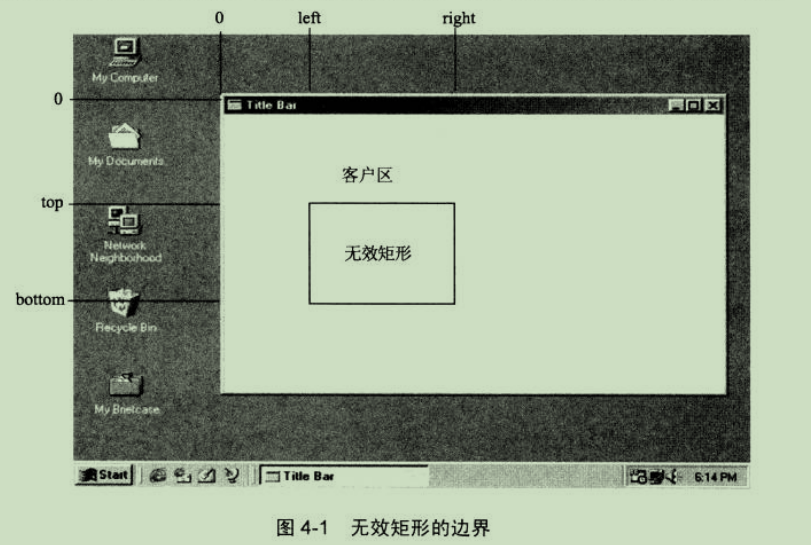 0 left right
My Computer
0
Title Bar
My Documents
客户区
top
Network
Neighborhood
无效矩形
bottom
Recycle Bin
My Briefcase
Start
Title Bar
6:14 PM
图 4-1 无效矩形的边界